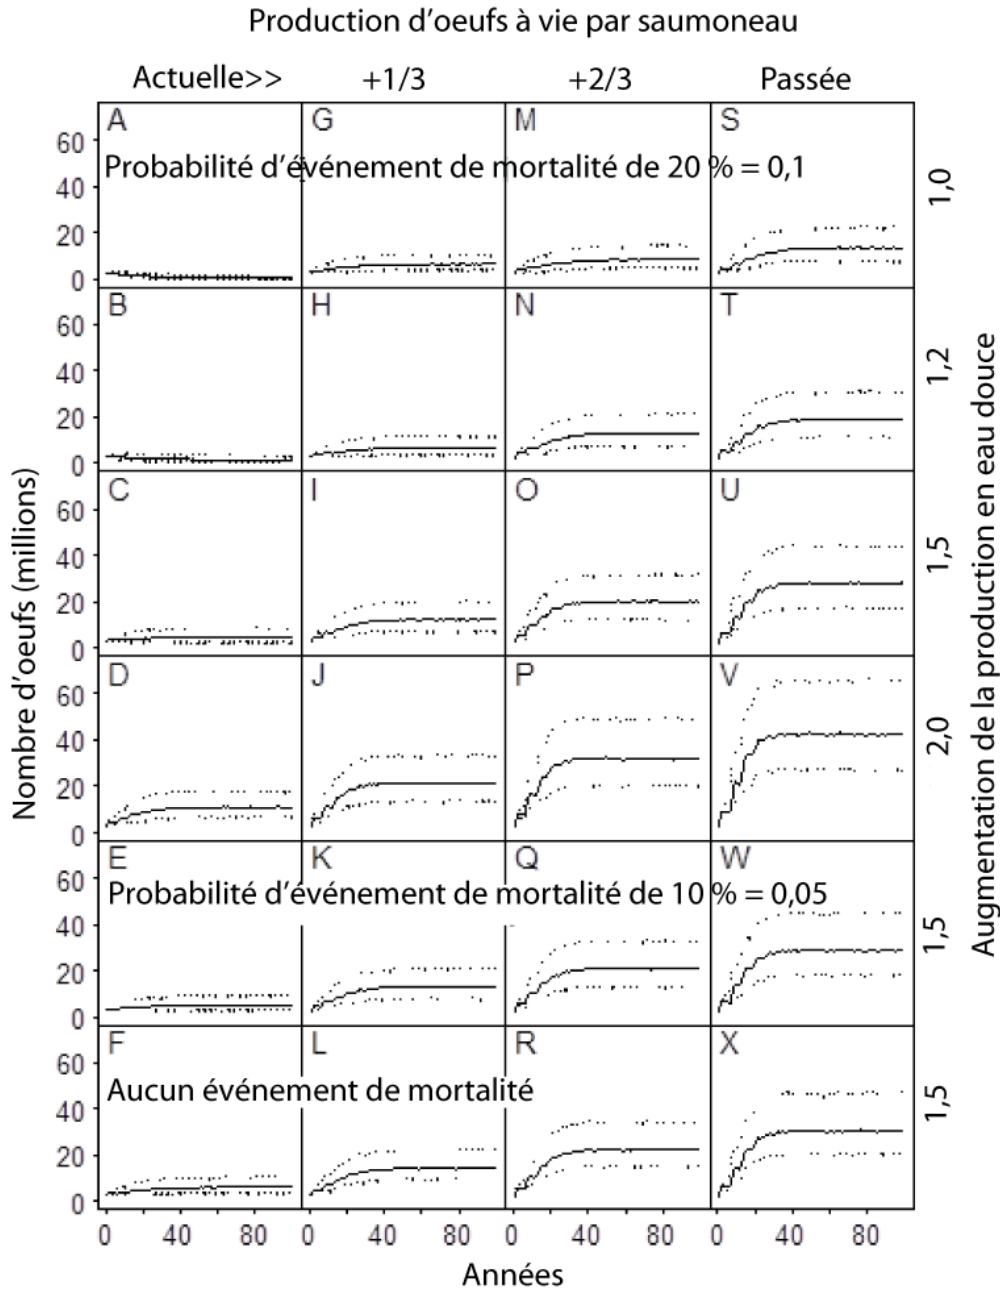 Production d’oeufs à vie par saumoneau
Actuelle>> +1/3 +2/3 Passée
A G M S
Probabilité d’événement de mortalité de 20 % = 0,1
60
40
20
0
1,0
B H N T
60
40
20
0
1,2
C I O U
60
40
20
0
1,5
D J P V
60
40
20
0
2,0
E K Q W
Probabilité d’événement de mortalité de 10 % = 0,05
60
40
20
0
1,5
F L R X
Aucun événement de mortalité
60
40
20
0
1,5
0 40 80 0 40 80 0 40 80 0 40 80
Années
Nombre d’oeufs (millions)
Augmentation de la production en eau douce